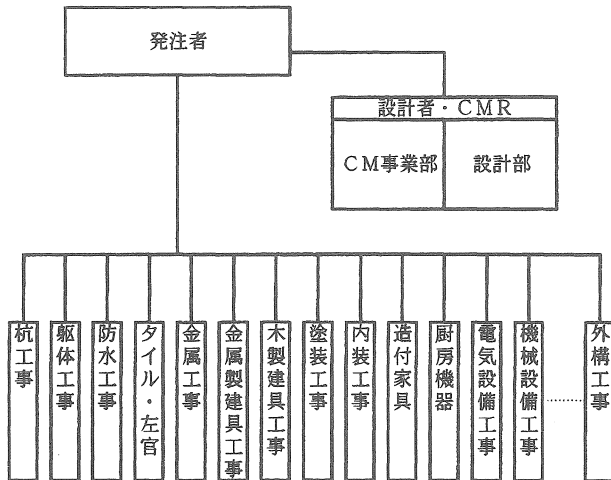 発注者
設計者・CMR
CM事業部
設計部
杭工事
躯体工事
防水工事
タイル・左官
金属工事
金属製建具工事
木製建具工事
塗装工事
内装工事
造付家具
厨房機器
電気設備工事
機械設備工事
外構工事